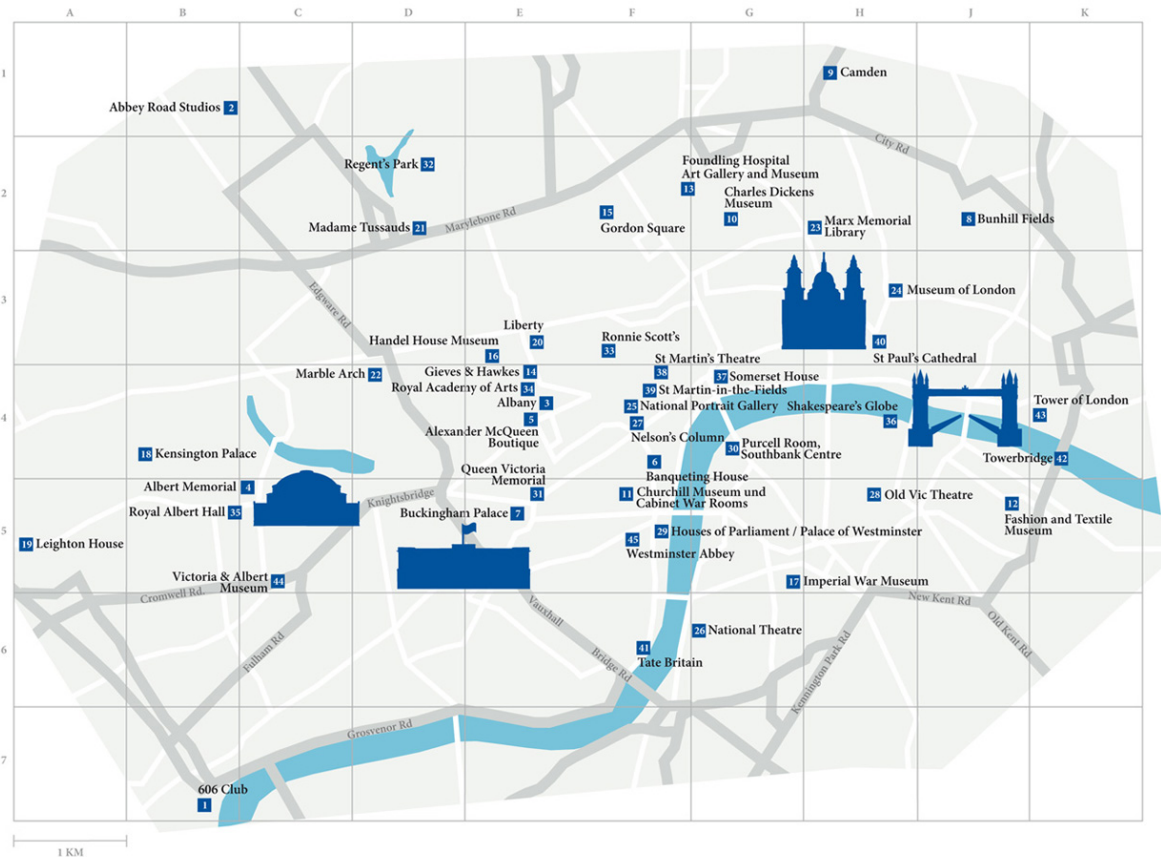 A B C D E F G H J K
1
9 Camden
Abbey Road Studios 2
City Rd
Foundling Hospital
Art Gallery and Museum
13
Regent's Park 32
2
Charles Dickens
Museum
10
15
Gordon Square
Marylebone Rd
Madame Tussauds 21
23 Marx Memorial
Library
8 Bunhill Fields
3
24 Museum of London
Edgware Rd
Liberty
20
Handel House Museum
16
Ronnie Scott's
33
40
St Paul's Cathedral
St Martin's Theatre
38
Marble Arch 22
Gieves & Hawkes 14
37 Somerset House
Royal Academy of Arts 34
39 St Martin-in-the-Fields
4
Albany 3
25 National Portrait Gallery
Shakespeare's Globe
36
Tower of London
43
5
Alexander McQueen
Boutique
27
Nelson's Column
30 Purcell Room,
Southbank Centre
18 Kensington Palace
6
Banqueting House
Towerbridge 42
Queen Victoria
Memorial
31
Albert Memorial 4
Knightsbridge
11 Churchill Museum und
Cabinet War Rooms
28 Old Vic Theatre
12
Fashion and Textile
Museum
Royal Albert Hall 35
Buckingham Palace 7
5
29 Houses of Parliament / Palace of Westminster
45
Westminster Abbey
19 Leighton House
Victoria & Albert
Museum
44
17 Imperial War Museum
Cromwell Rd.
New Kent Rd
Vauxhall
Bridge Rd
Old Kent Rd
26 National Theatre
6
Fulham Rd
41
Tate Britain
Kennington Park Rd
Grosvenor Rd
7
606 Club
1
1 KM